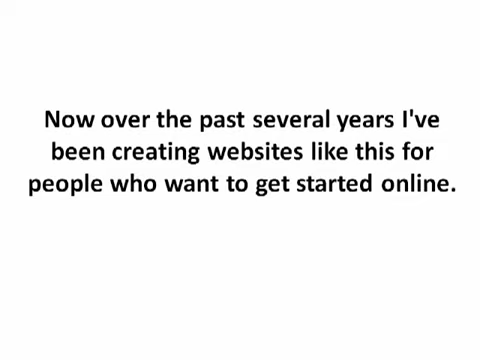 Now over the past several years I've
been creating websites like this for
people who want to get started online.